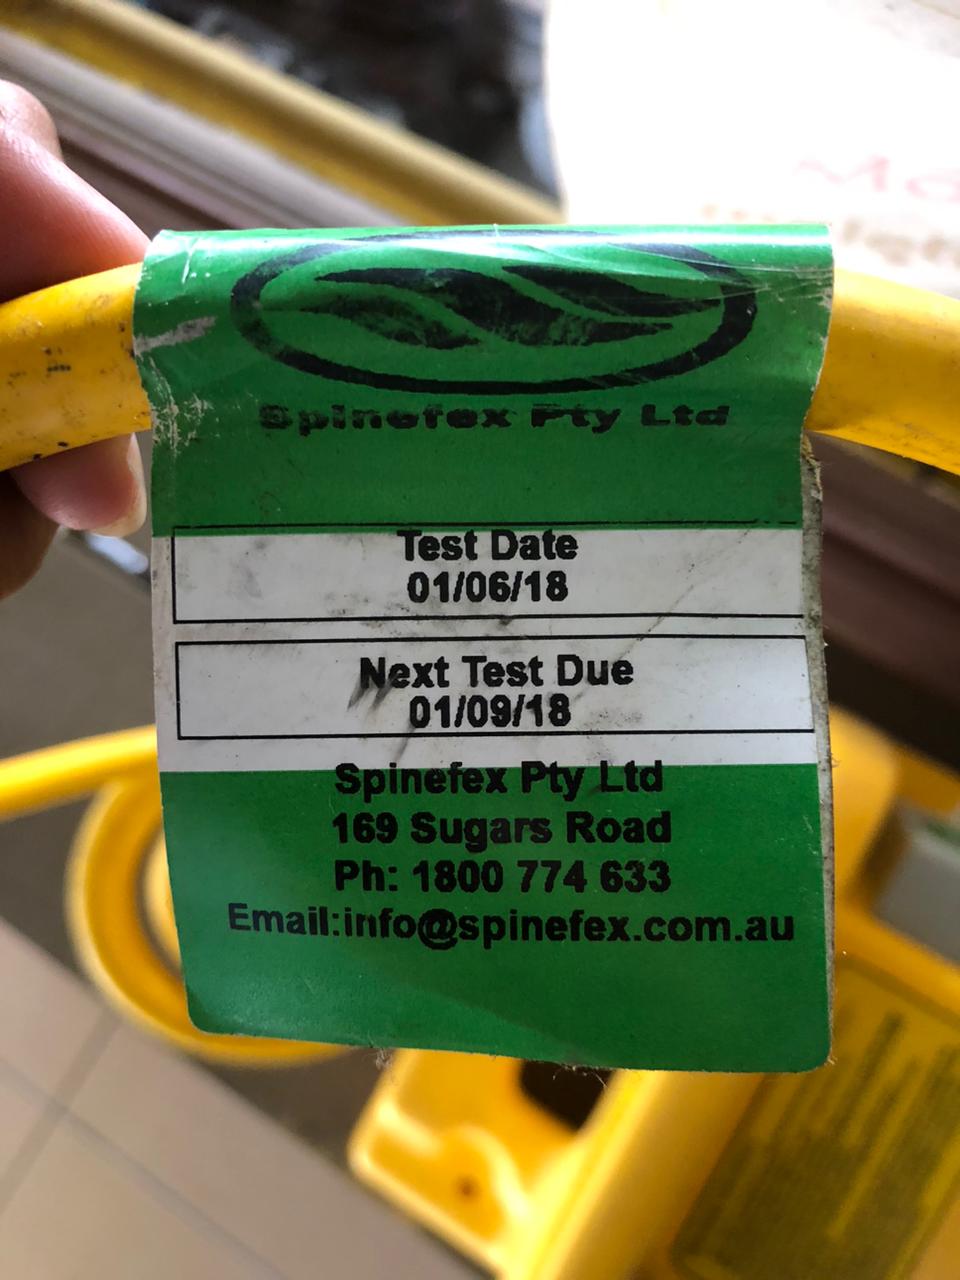 Spinefex Pty Ltd
Test Date
01/06/18
Next Test Due
01/09/18
Spinefex Pty Ltd
169 Sugars Road
Ph: 1800 774 633
Email:info@spinefex.com.au